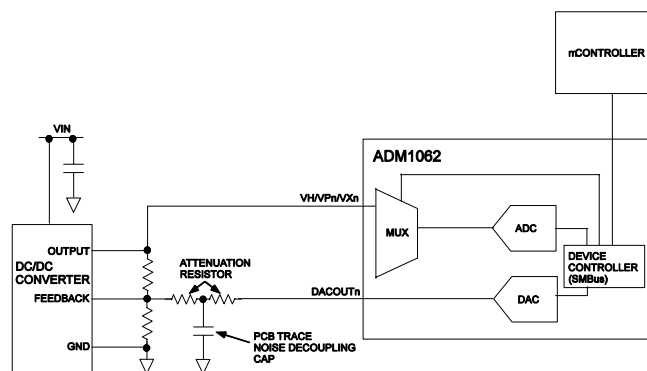 mCONTROLLER
VIN
ADM1062
VH/VPn/VXn
MUX
ADC
OUTPUT
DC/DC
CONVERTER
ATTENUATION
RESISTOR
DEVICE
CONTROLLER
(SMBus)
FEEDBACK
DACOUTn
DAC
PCB TRACE
NOISE DECOUPLING
CAP
GND